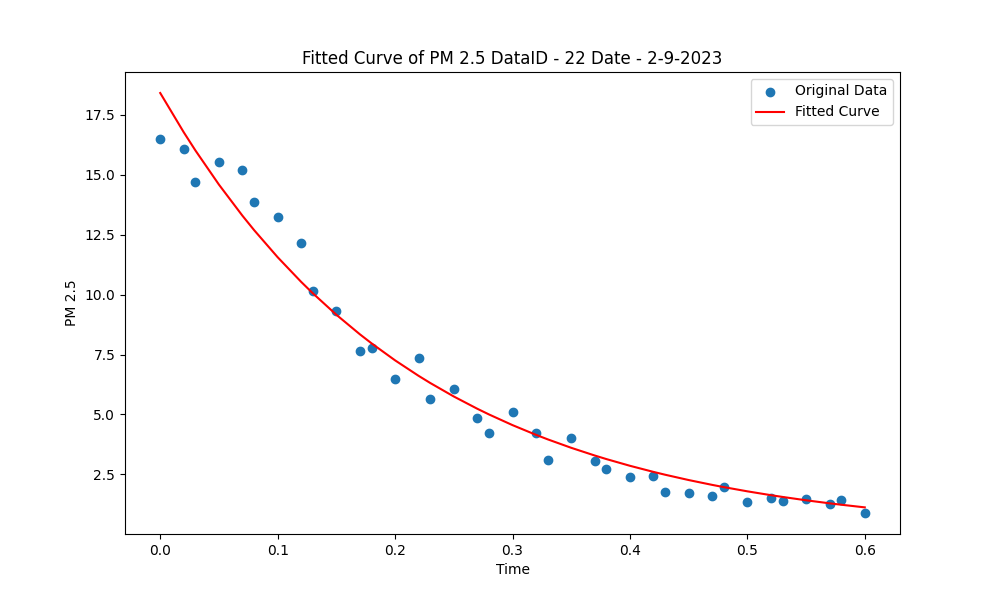 Fitted Curve of PM 2.5 DataID - 22 Date - 2-9-2023
Original Data
Fitted Curve
17.5
15.0
12.5
10.0
7.5
5.0
2.5
PM 2.5
0.0 0.1 0.2 0.3 0.4 0.5 0.6
Time